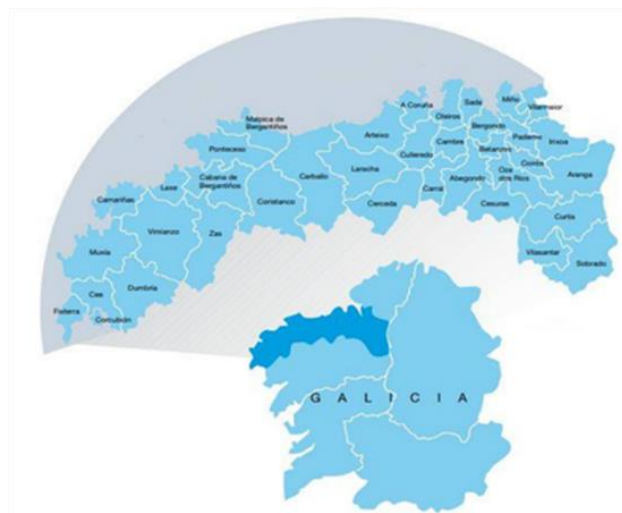 A Coruña
Sada
Miño
Vilarmaior
Oleiros
Malpica de
Bergantiños
Arteixo
Bergondo
Paderne
Irixoa
Cambre
Betanzos
Ponteceso
Culleredo
Coirós
Carballo
Laracha
Oza
dos Ríos
Aranga
Laxe
Cabana de
Bergantiños
Carral
Abegondo
Camariñas
Coristanco
Cerceda
Cesuras
Curtis
Vimianzo
Zas
Muxía
Vilasantar
Sobrado
Dumbría
Cee
Fisterra
Corcubión
GALICIA